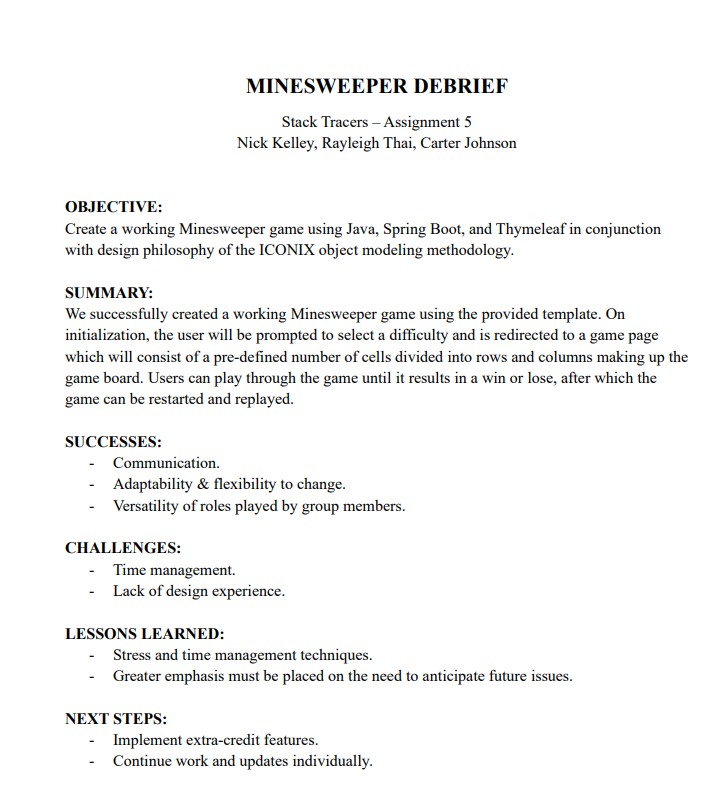 MINESWEEPER DEBRIEF
Stack Tracers – Assignment 5
Nick Kelley, Rayleigh Thai, Carter Johnson
OBJECTIVE:
Create a working Minesweeper game using Java, Spring Boot, and Thymeleaf in conjunction
with design philosophy of the ICONIX object modeling methodology.
SUMMARY:
We successfully created a working Minesweeper game using the provided template. On
initialization, the user will be prompted to select a difficulty and is redirected to a game page
which will consist of a pre-defined number of cells divided into rows and columns making up the
game board. Users can play through the game until it results in a win or lose, after which the
game can be restarted and replayed.
SUCCESSES:
- Communication.
- Adaptability & flexibility to change.
- Versatility of roles played by group members.
CHALLENGES:
- Time management.
- Lack of design experience.
LESSONS LEARNED:
- Stress and time management techniques.
- Greater emphasis must be placed on the need to anticipate future issues.
NEXT STEPS:
- Implement extra-credit features.
- Continue work and updates individually.